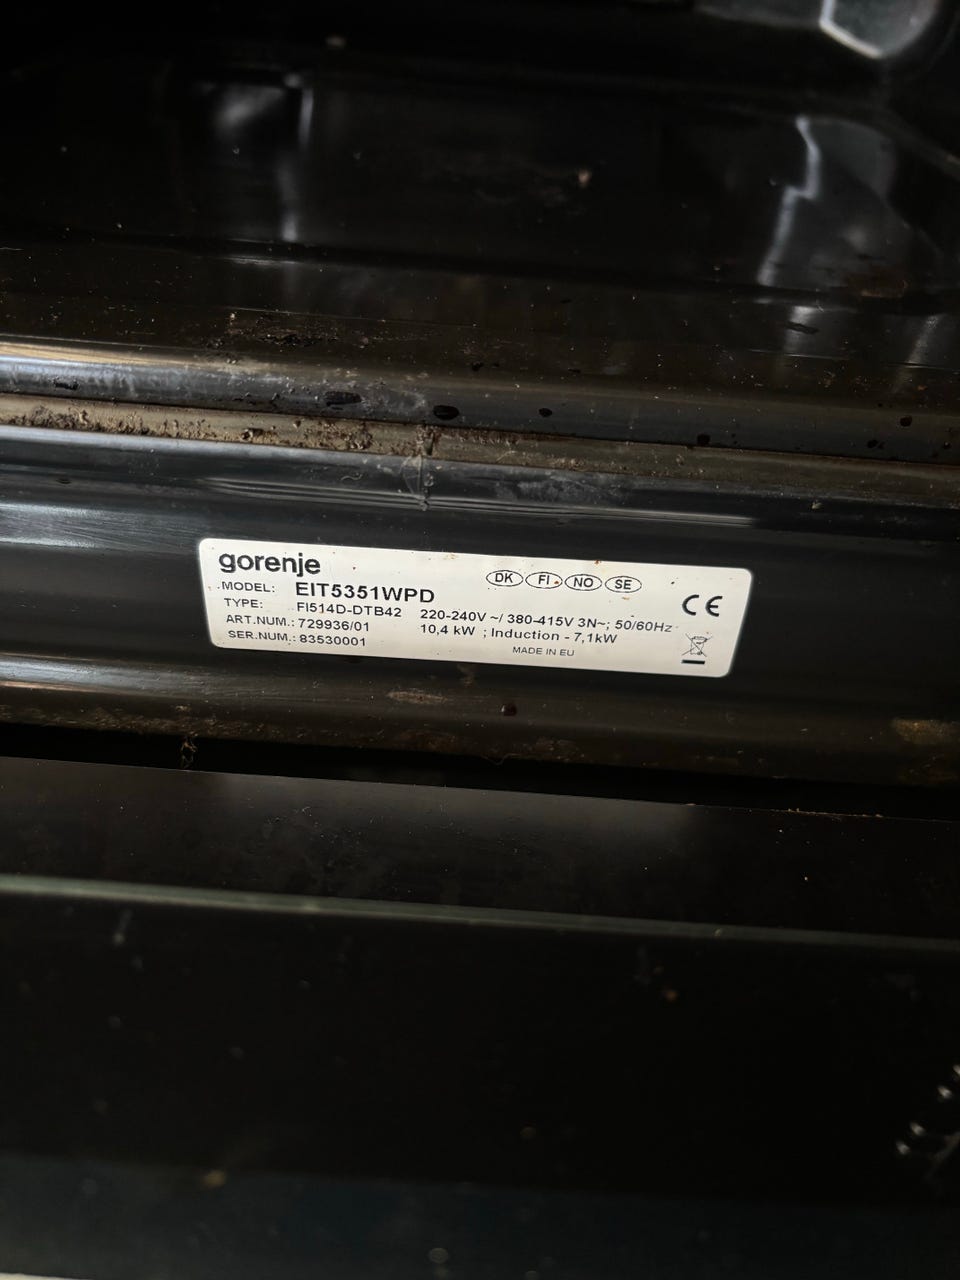 gorenje
DK FI NO SE
MODEL: EIT5351WPD
CE
TYPE: FI514D-DTB42
220-240V ~/ 380-415V 3N~; 50/60Hz
ART.NUM.: 729936/01
10,4 kW ; Induction - 7,1kW
SER.NUM.: 83530001
MADE IN EU